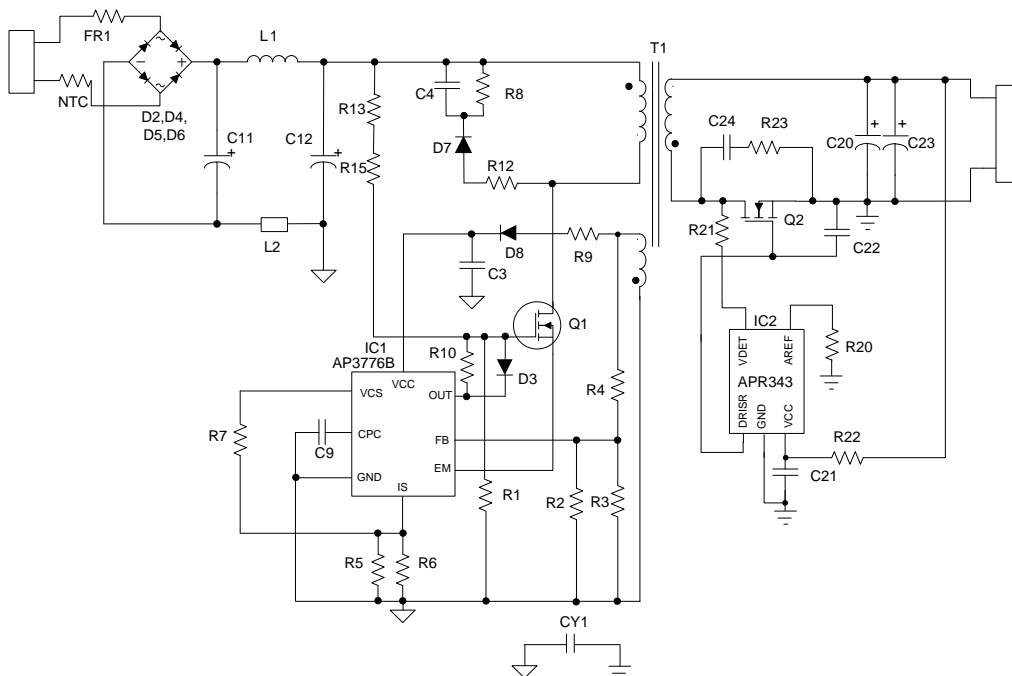 FR1
NTC
D2,D4,
D5,D6
~
~
−
+
L1
C11
+
C12
+
L2
R13
R15
C4
R8
D7
R12
T1
C24
R23
C20
+
C23
+
Q2
R21
C22
D8
R9
C3
Q1
IC1
AP3776B
R10
D3
VCS
VCC
OUT
CPC
FB
GND
EM
IS
R7
C9
R4
R1
R2
R3
R5
R6
IC2
APR343
VDET
AREF
DRISR
GND
VCC
R20
R22
C21
CY1